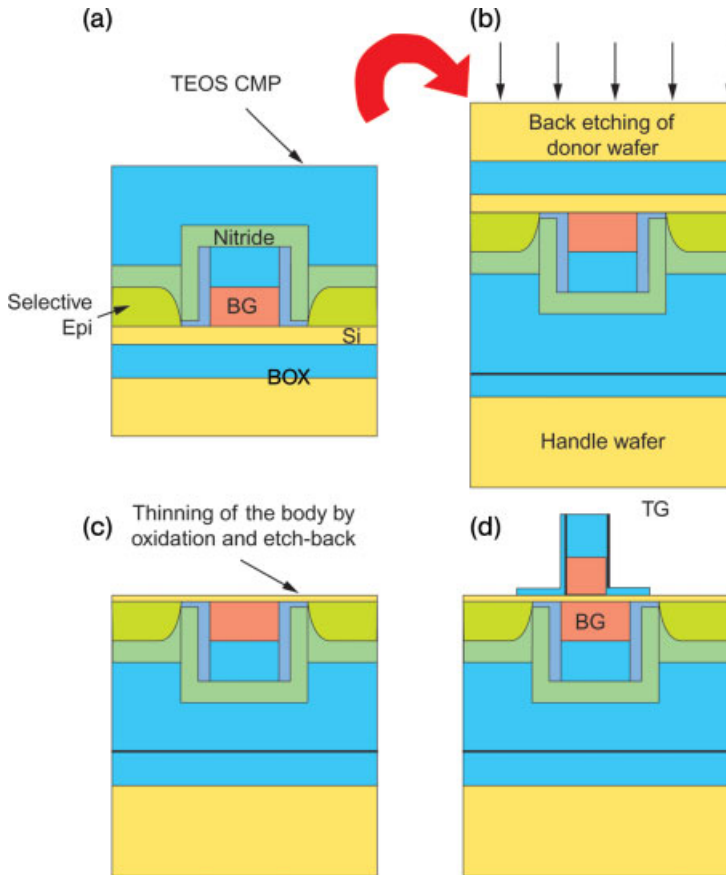 (a)
TEOS CMP
Nitride
Selective
Epi
BG
Si
BOX
(b)
Back etching of
donor wafer
Handle wafer
(c)
Thinning of the body by
oxidation and etch-back
(d)
TG
BG